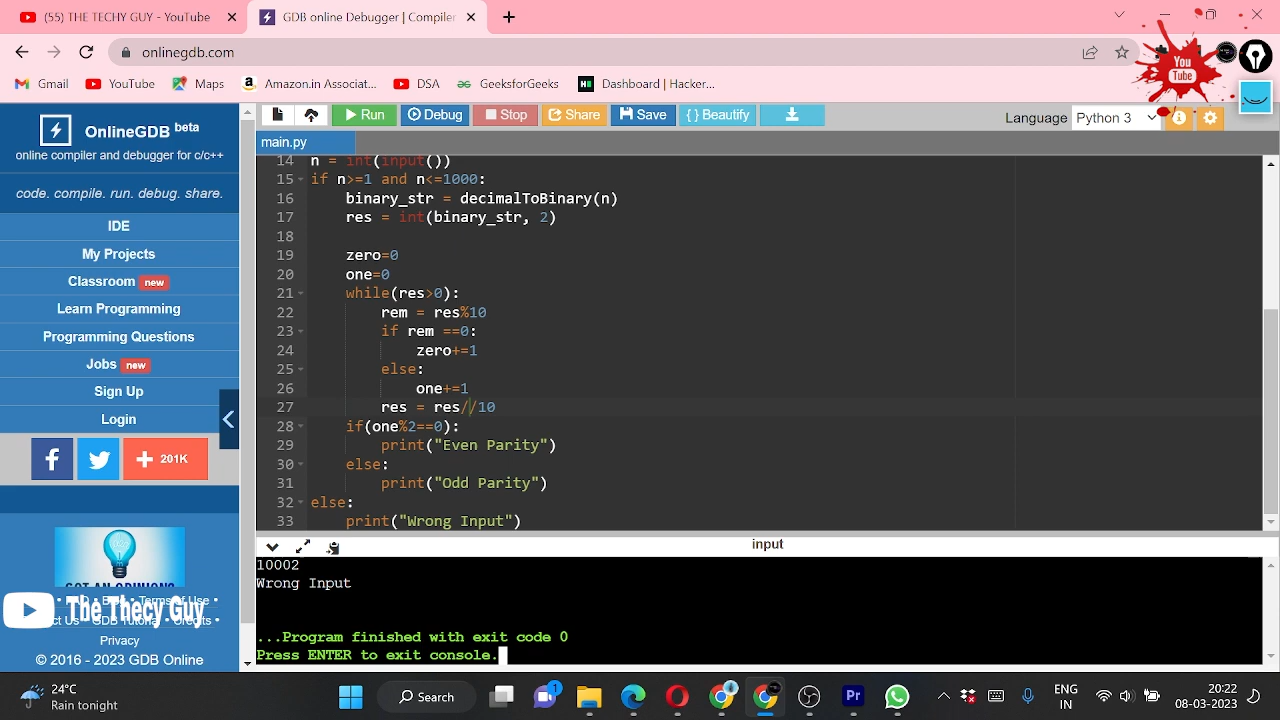 (55) THE TECHY GUY - YouTube
GDB online Debugger | Compiler
onlinegdb.com
Gmail
YouTube
Maps
Amazon.in Associat...
DSA
GeeksforGeeks
Dashboard | Hacker...
You
Tube
OnlineGDB beta
online compiler and debugger for c/c++
code. compile. run. debug. share.
IDE
My Projects
Classroom new
Learn Programming
Programming Questions
Jobs new
Sign Up
Login
201K
The Thecy Guy
Terms of Use •
GDB Tutorial
Credits •
Privacy
© 2016 - 2023 GDB Online
Run
Debug
Stop
Share
Save
{ } Beautify
Language Python 3
main.py
14 n = int(input())
15 if n>=1 and n<=1000:
16 binary_str = decimalToBinary(n)
17 res = int(binary_str, 2)
18
19 zero=0
20 one=0
21 while(res>0):
22 rem = res%10
23 if rem ==0:
24 zero+=1
25 else:
26 one+=1
27 res = res//10
28 if(one%2==0):
29 print("Even Parity")
30 else:
31 print("Odd Parity")
32 else:
33 print("Wrong Input")
input
10002
Wrong Input
...Program finished with exit code 0
Press ENTER to exit console.
24°C
Rain tonight
Search
1
Pr
ENG
IN
20:22
08-03-2023